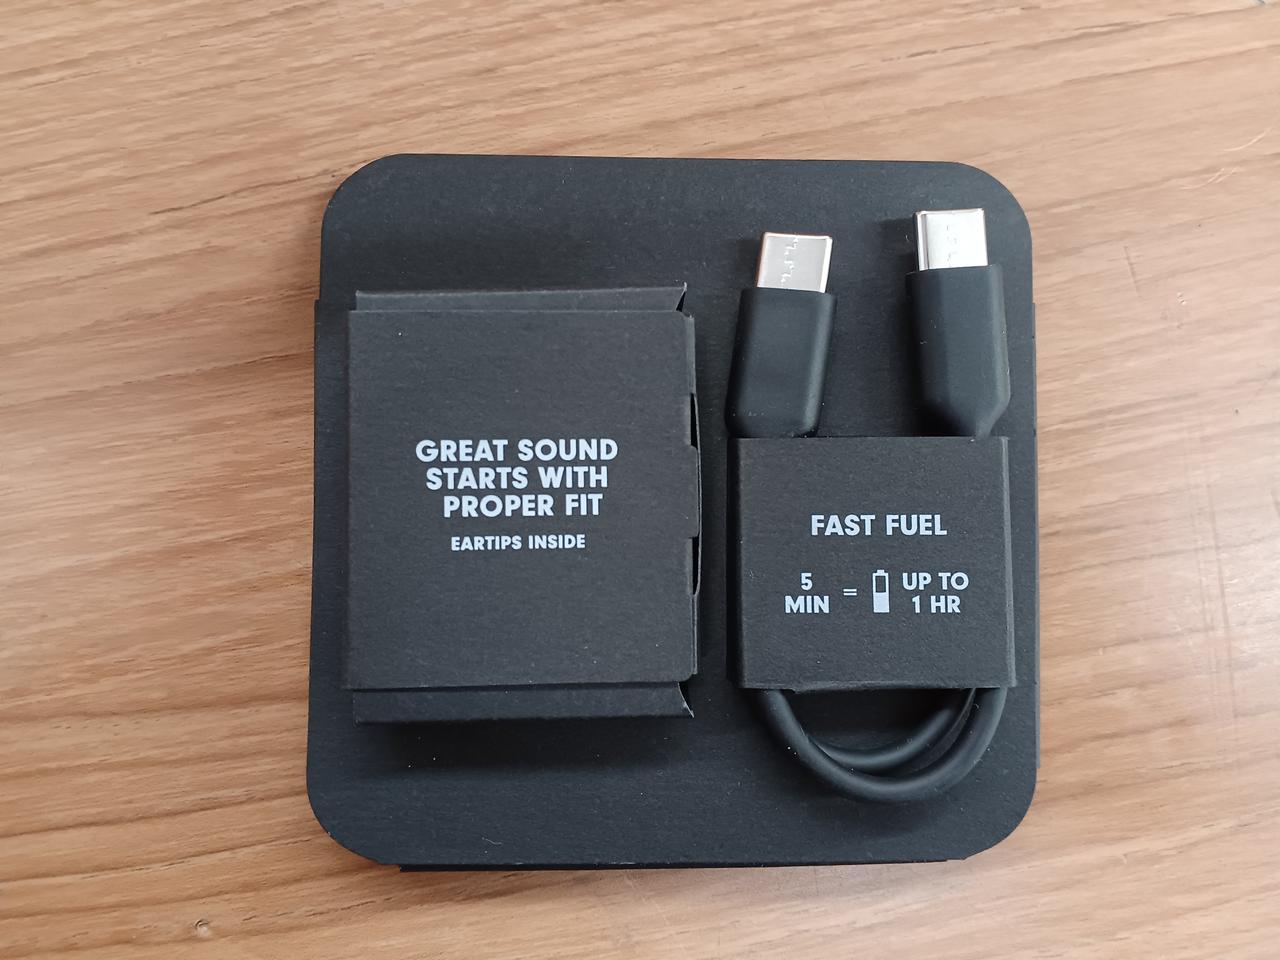 GREAT SOUND
STARTS WITH
PROPER FIT
EARTIPS INSIDE
FAST FUEL
5 MIN = UP TO 1 HR